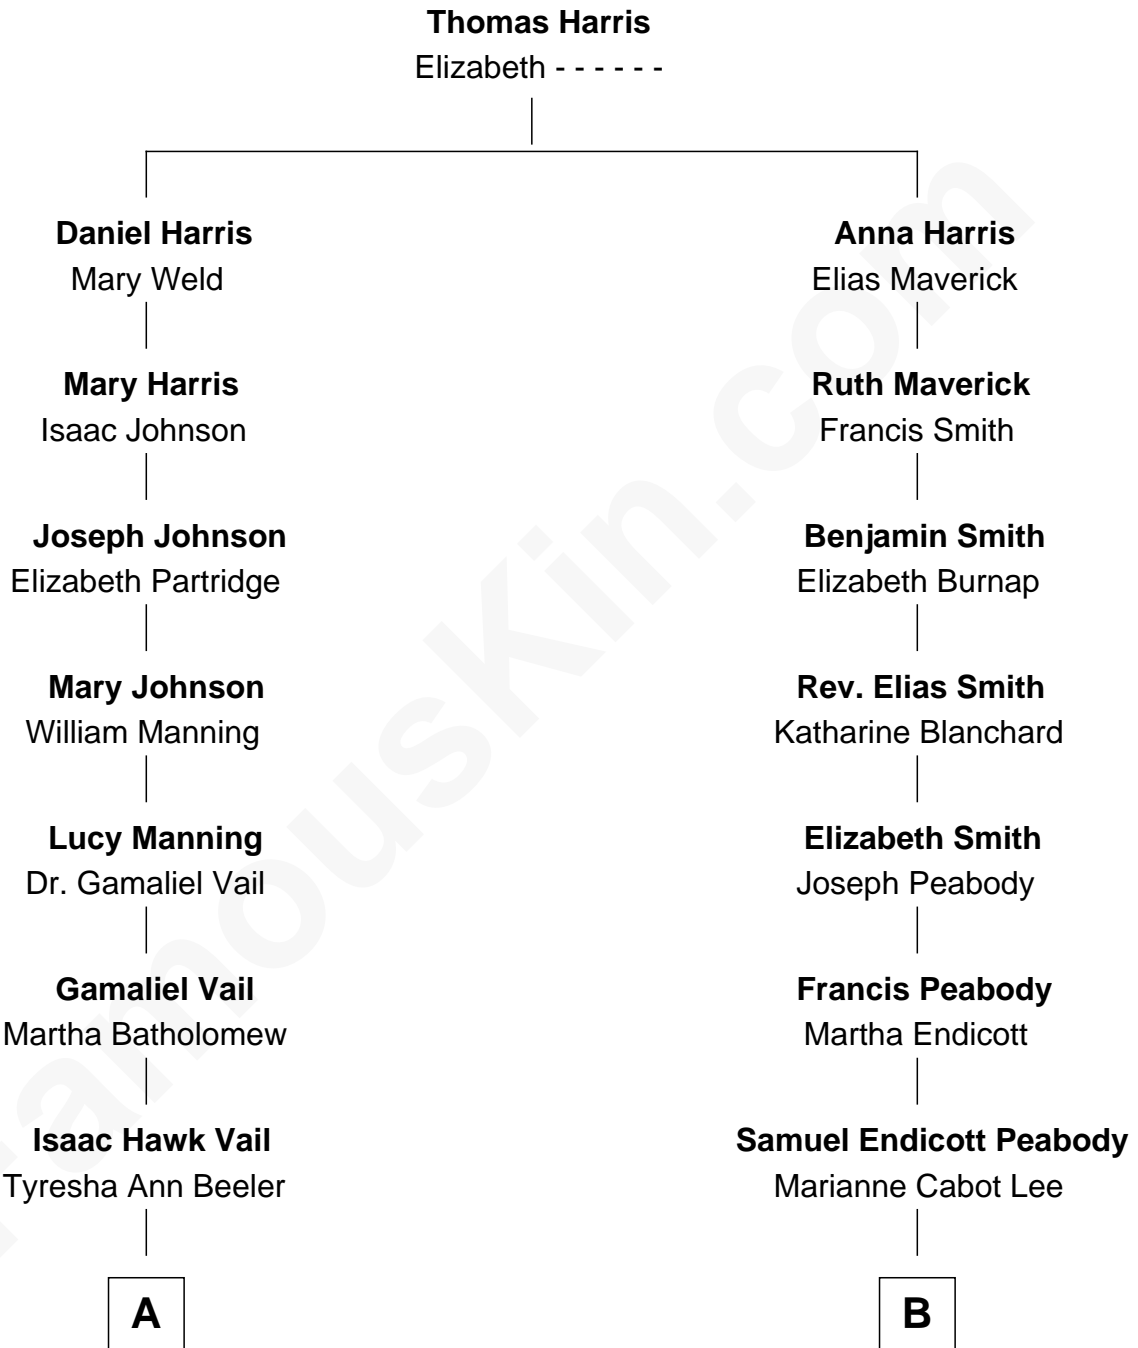 Thomas Harris
Elizabeth - - - - - -
Daniel Harris
Mary Weld
Anna Harris
Elias Maverick
Mary Harris
Isaac Johnson
Ruth Maverick
Francis Smith
Joseph Johnson
Elizabeth Partridge
Benjamin Smith
Elizabeth Burnap
Mary Johnson
William Manning
Rev. Elias Smith
Katharine Blanchard
Lucy Manning
Dr. Gamaliel Vail
Elizabeth Smith
Joseph Peabody
Gamaliel Vail
Martha Batholomew
Francis Peabody
Martha Endicott
Isaac Hawk Vail
Tyresha Ann Beeler
Samuel Endicott Peabody
Marianne Cabot Lee
A
B
FamousKin.com